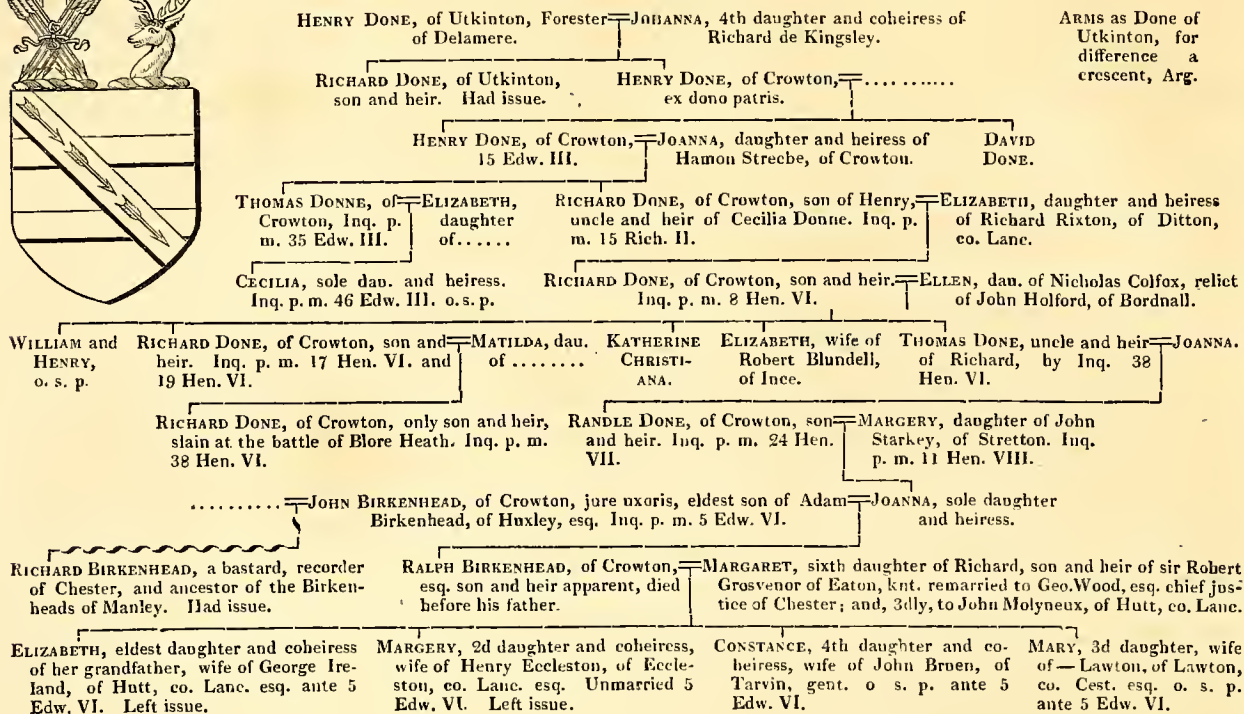 HENRY DONE, of Utkinton, Forester
of Delamere.
JOHANNA, 4th daughter and coheiress of
Richard de Kingsley.
ARMS as Done of
Utkinton, for
difference a
crescent, Arg.
RICHARD DONE, of Utkinton,
son and heir. Had issue.
HENRY DONE, of Crowton,
ex dono patris.
...........
HENRY DONE, of Crowton,
15 Edw. III.
JOANNA, daughter and heiress of
Hamon Strecbe, of Crowton.
DAVID
DONE.
THOMAS DONNE, of
Crowton, Inq. p.
m. 35 Edw. III.
ELIZABETH,
daughter
of......
RICHARD DONE, of Crowton, son of Henry,
uncle and heir of Cecilia Donne. Inq. p.
m. 15 Rich. II.
ELIZABETH, daughter and heiress
of Richard Rixton, of Ditton,
co. Lanc.
CECILIA, sole dau. and heiress.
Inq. p. m. 46 Edw. III. o. s. p.
RICHARD DONE, of Crowton, son and heir.
Inq. p. m. 8 Hen. VI.
ELLEN, dan. of Nicholas Colfox, relict
of John Holford, of Bordnall.
WILLIAM and
HENRY,
o. s. p.
RICHARD DONE, of Crowton, son and
heir. Inq. p. m. 17 Hen. VI. and
19 Hen. VI.
MATILDA, dau.
of ........
KATHERINE
CHRISTI-
ANA.
ELIZABETH, wife of
Robert Blundell,
of Ince.
THOMAS DONE, uncle and heir
of Richard, by Inq. 38
Hen. VI.
JOANNA.
RICHARD DONE, of Crowton, only son and heir,
slain at the battle of Blore Heath. Inq. p. m.
38 Hen. VI.
RANDLE DONE, of Crowton, son
and heir. Inq. p. m. 24 Hen.
VII.
MARGERY, daughter of John
Starkey, of Stretton. Inq.
p. m. 11 Hen. VIII.
..........
JOHN BIRKENHEAD, of Crowton, jure uxoris, eldest son of Adam
Birkenhead, of Huxley, esq. Inq. p. m. 5 Edw. VI.
JOANNA, sole daughter
and heiress.
RICHARD BIRKENHEAD, a bastard, recorder
of Chester, and ancestor of the Birken-
heads of Manley. Had issue.
RALPH BIRKENHEAD, of Crowton,
esq. son and heir apparent, died
before his father.
MARGARET, sixth daughter of Richard, son and heir of sir Robert
Grosvenor of Eaton, knt. remarried to Geo. Wood, esq. chief jus-
tice of Chester; and, 3dly, to John Molyneux, of Hutt, co. Lanc.
ELIZABETH, eldest daughter and coheiress
of her grandfather, wife of George Ire-
land, of Hutt, co. Lanc. esq. ante 5
Edw. VI. Left issue.
MARGERY, 2d daughter and coheiress,
wife of Henry Eccleston, of Eccle-
ston, co. Lanc. esq. Unmarried 5
Edw. VI. Left issue.
CONSTANCE, 4th daughter and co-
heiress, wife of John Bruen, of
Tarvin, gent. o s. p. ante 5
Edw. VI.
MARY, 3d daughter, wife
of — Lawton, of Lawton,
co. Cest. esq. o. s. p.
ante 5 Edw. VI.